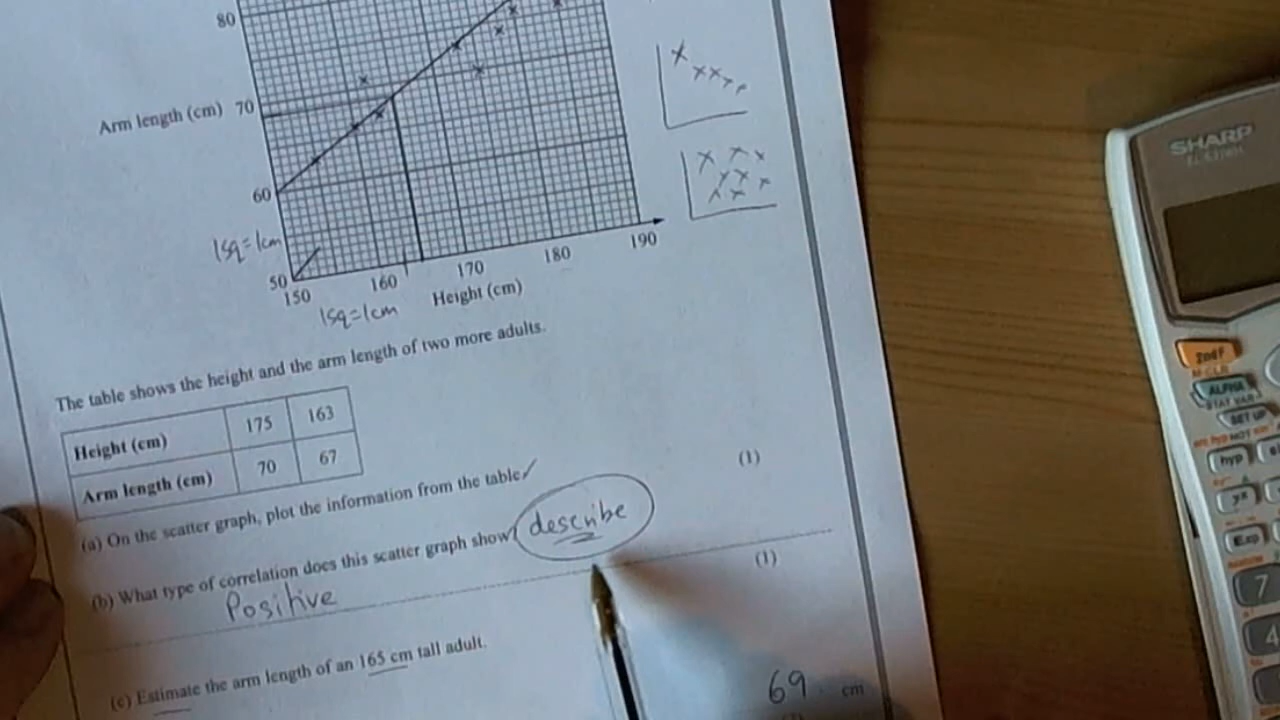 80
Arm length (cm) 70
60
1sq=1cm
50
150 160 170 180 190
1sq=1cm Height (cm)
The table shows the height and the arm length of two more adults.
Height (cm) 175 163
Arm length (cm) 70 67
(a) On the scatter graph, plot the information from the table.
(1)
(b) What type of correlation does this scatter graph show? describe
Positive
(1)
(c) Estimate the arm length of an 165 cm tall adult.
69 cm
SHARP
2ndF
ALPHA
STAT VAR
SET UP
hyp
yˣ
Exp
7
4